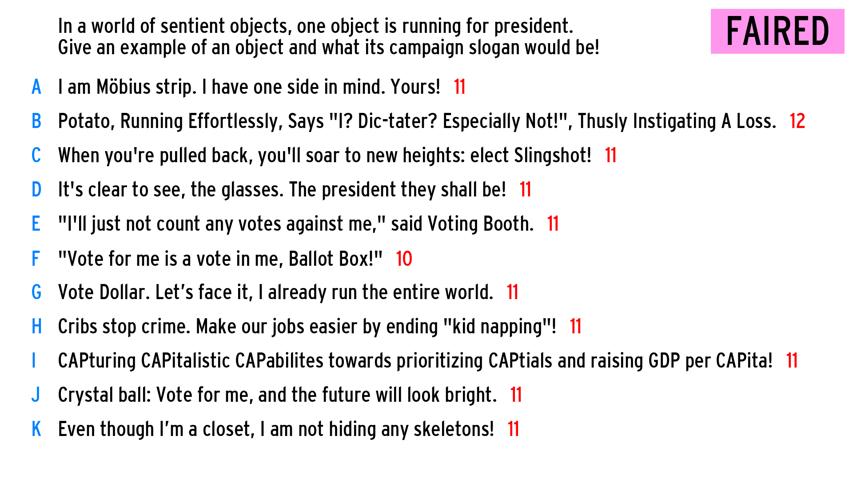 In a world of sentient objects, one object is running for president.
Give an example of an object and what its campaign slogan would be!
FAIRED
A I am Möbius strip. I have one side in mind. Yours! 11
B Potato, Running Effortlessly, Says "I? Dic-tater? Especially Not!", Thusly Instigating A Loss. 12
C When you're pulled back, you'll soar to new heights: elect Slingshot! 11
D It's clear to see, the glasses. The president they shall be! 11
E "I'll just not count any votes against me," said Voting Booth. 11
F "Vote for me is a vote in me, Ballot Box!" 10
G Vote Dollar. Let’s face it, I already run the entire world. 11
H Cribs stop crime. Make our jobs easier by ending "kid napping"! 11
I CAPturing CAPitalistic CAPabilites towards prioritizing CAPtials and raising GDP per CAPita! 11
J Crystal ball: Vote for me, and the future will look bright. 11
K Even though I’m a closet, I am not hiding any skeletons! 11